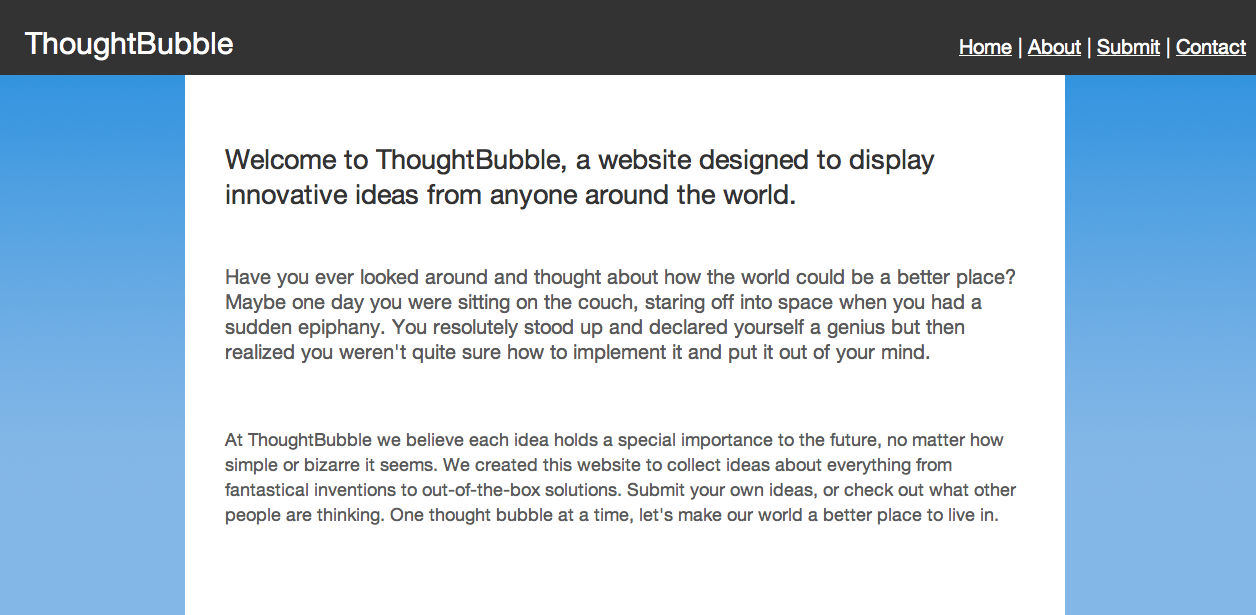 ThoughtBubble
Home | About | Submit | Contact
Welcome to ThoughtBubble, a website designed to display
innovative ideas from anyone around the world.
Have you ever looked around and thought about how the world could be a better place?
Maybe one day you were sitting on the couch, staring off into space when you had a
sudden epiphany. You resolutely stood up and declared yourself a genius but then
realized you weren't quite sure how to implement it and put it out of your mind.
At ThoughtBubble we believe each idea holds a special importance to the future, no matter how
simple or bizarre it seems. We created this website to collect ideas about everything from
fantastical inventions to out-of-the-box solutions. Submit your own ideas, or check out what other
people are thinking. One thought bubble at a time, let's make our world a better place to live in.